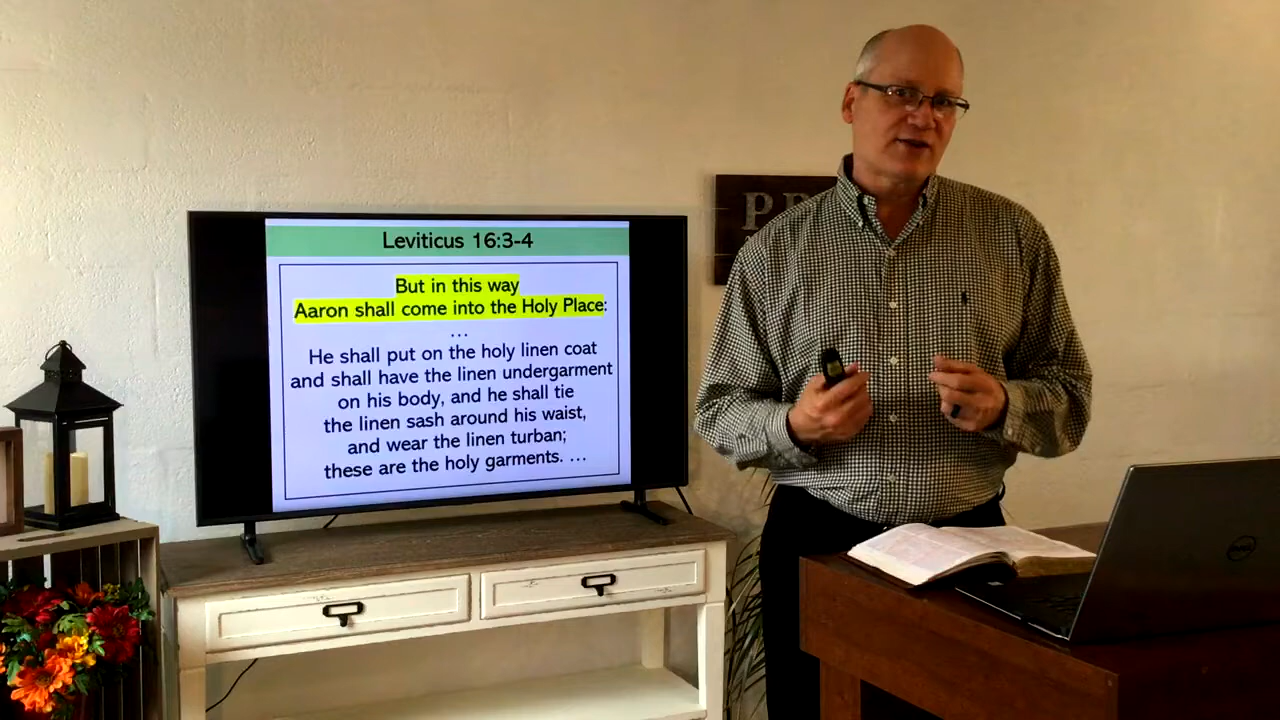 Leviticus 16:3-4
But in this way
Aaron shall come into the Holy Place:
...
He shall put on the holy linen coat
and shall have the linen undergarment
on his body, and he shall tie
the linen sash around his waist,
and wear the linen turban;
these are the holy garments. ...
DELL